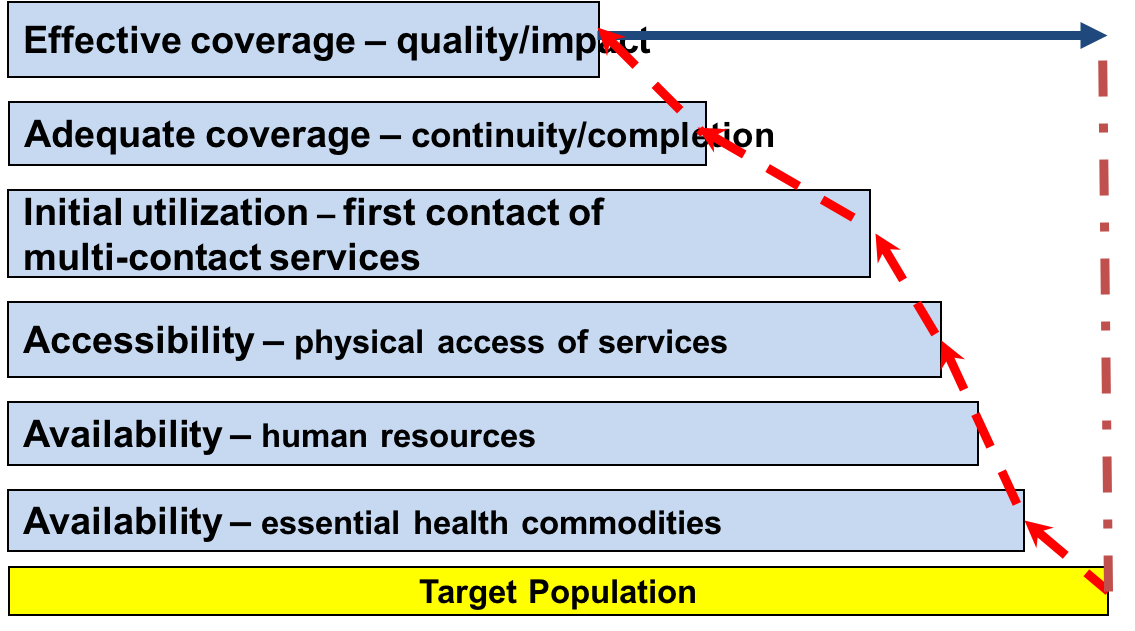 Effective coverage – quality/impact
Adequate coverage – continuity/completion
Initial utilization – first contact of
multi-contact services
Accessibility – physical access of services
Availability – human resources
Availability – essential health commodities
Target Population